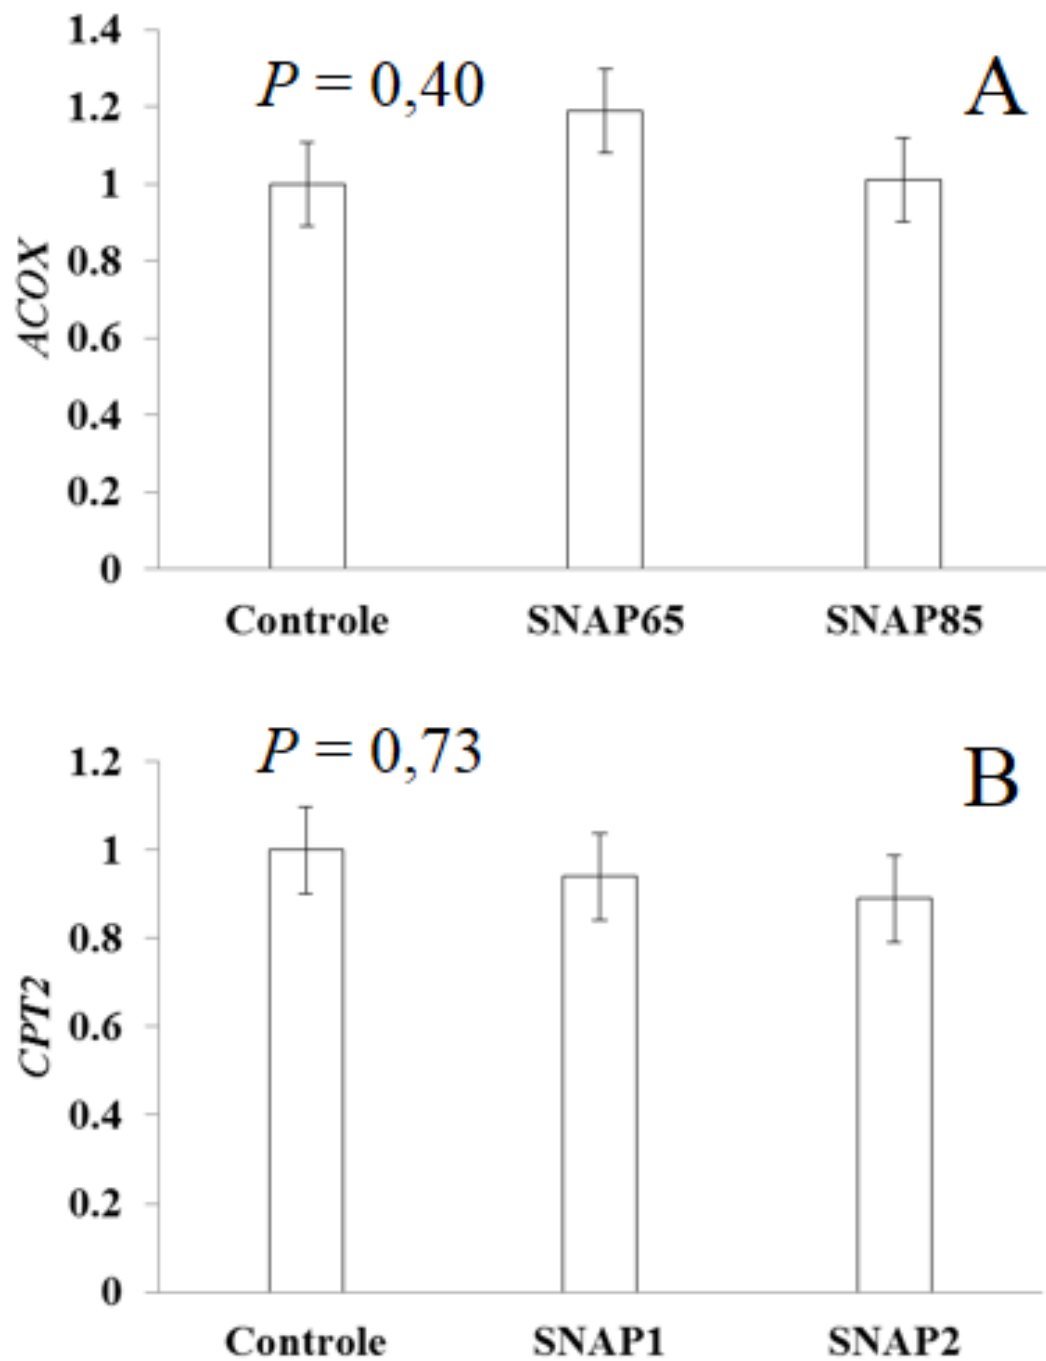 1.4
P = 0,40
A
1.2
1
0.8
ACOX
0.6
0.4
0.2
0
Controle SNAP65 SNAP85
P = 0,73
B
1.2
1
0.8
CPT2
0.6
0.4
0.2
0
Controle SNAP1 SNAP2